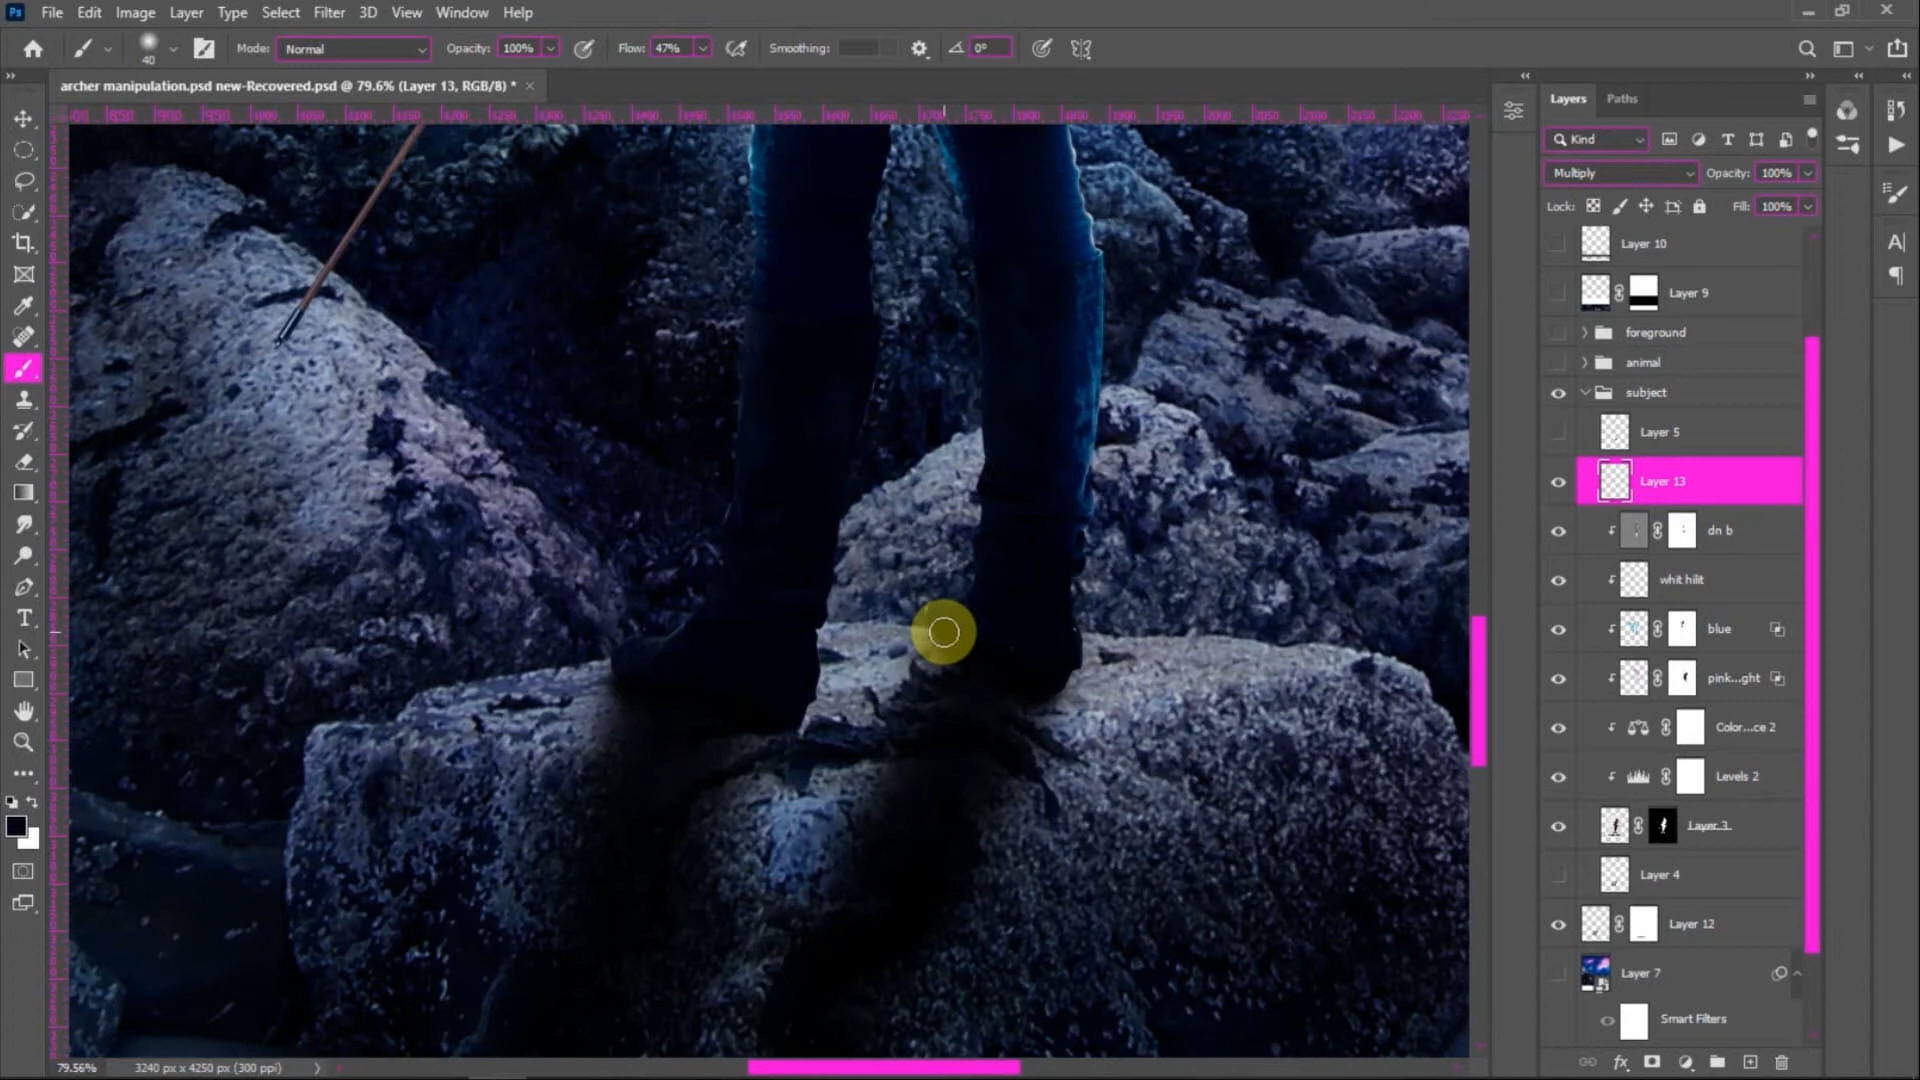 Ps File Edit Image Layer Type Select Filter 3D View Window Help
40 Mode: Normal Opacity: 100% Flow: 47% Smoothing: 0°
archer manipulation.psd new-Recovered.psd @ 79.6% (Layer 13, RGB/8) *
Layers Paths
Kind
Multiply Opacity: 100%
Lock: Fill: 100%
Layer 10
Layer 9
foreground
animal
subject
Layer 5
Layer 13
dn b
whit hilit
blue
pink...ght
Color...ce 2
Levels 2
Layer 3
Layer 4
Layer 12
Layer 7
Smart Filters
79.56% 3240 px x 4250 px (300 ppi)